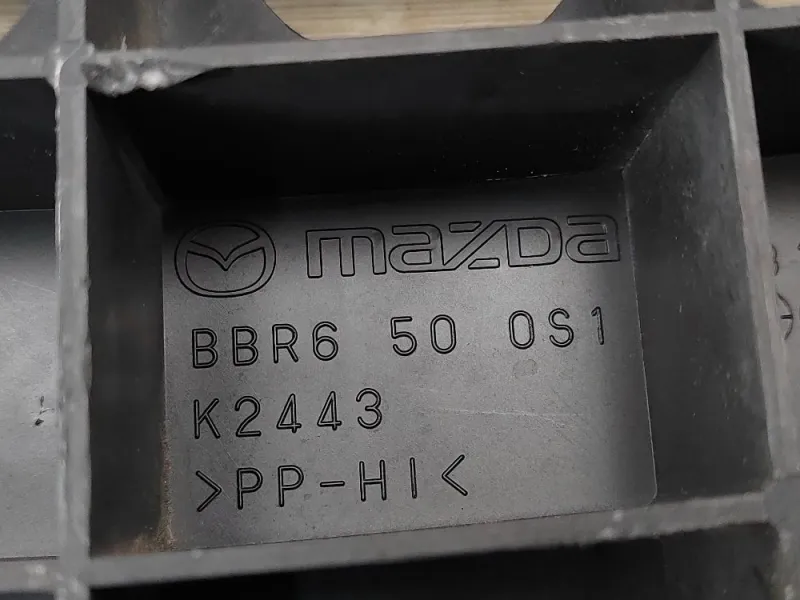 mazda
BBR6 50 0S1
K2443
>PP-HI<